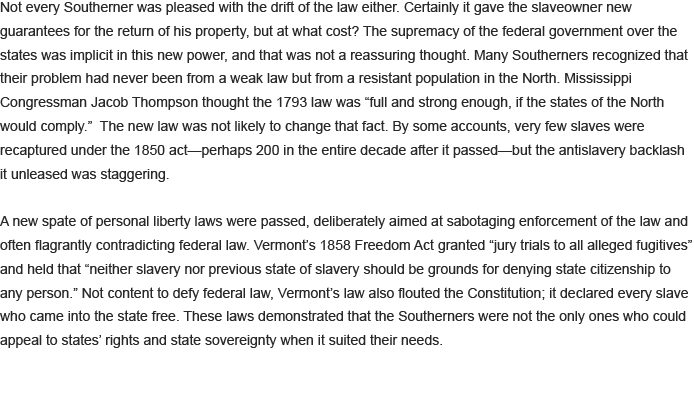 Not every Southerner was pleased with the drift of the law either. Certainly it gave the slaveowner new
guarantees for the return of his property, but at what cost? The supremacy of the federal government over the
states was implicit in this new power, and that was not a reassuring thought. Many Southerners recognized that
their problem had never been from a weak law but from a resistant population in the North. Mississippi
Congressman Jacob Thompson thought the 1793 law was “full and strong enough, if the states of the North
would comply.”  The new law was not likely to change that fact. By some accounts, very few slaves were
recaptured under the 1850 act—perhaps 200 in the entire decade after it passed—but the antislavery backlash
it unleased was staggering.

A new spate of personal liberty laws were passed, deliberately aimed at sabotaging enforcement of the law and
often flagrantly contradicting federal law. Vermont’s 1858 Freedom Act granted “jury trials to all alleged fugitives”
and held that “neither slavery nor previous state of slavery should be grounds for denying state citizenship to
any person.” Not content to defy federal law, Vermont’s law also flouted the Constitution; it declared every slave
who came into the state free. These laws demonstrated that the Southerners were not the only ones who could
appeal to states’ rights and state sovereignty when it suited their needs.